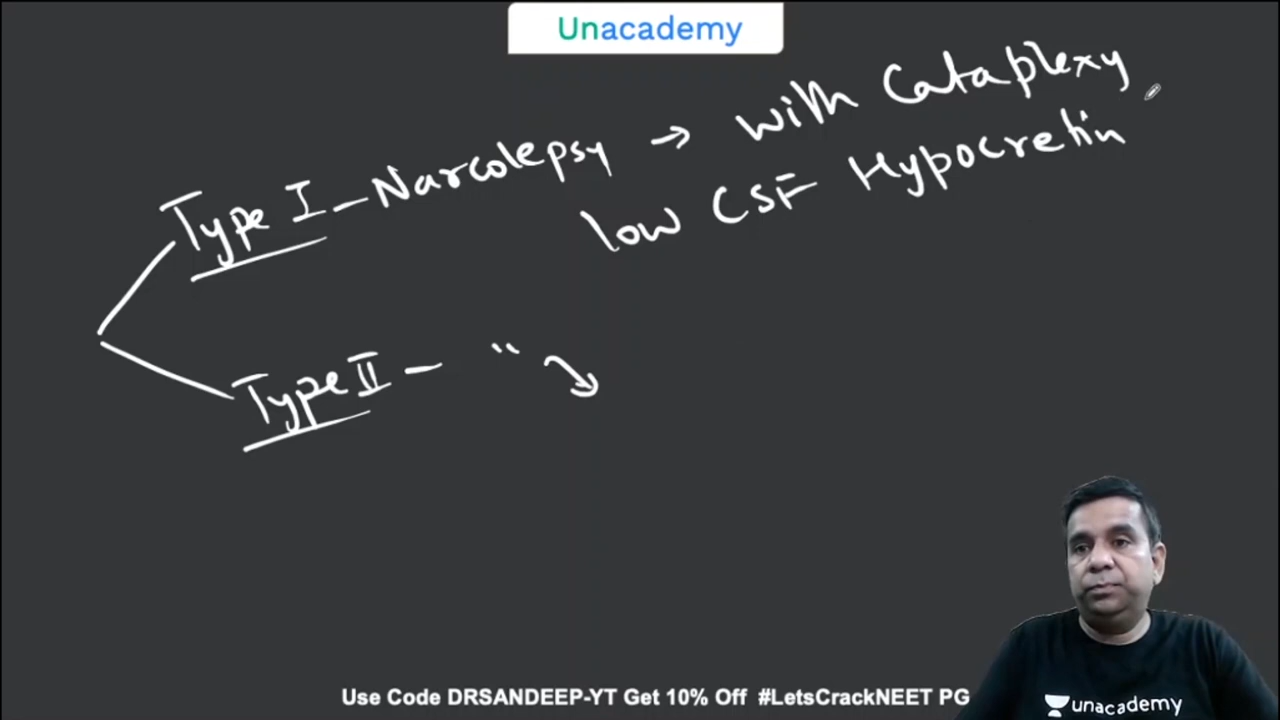 Unacademy
Type I - Narcolepsy → with Cataplexy
low CSF Hypocretin
Type II - " ↘
unacademy
Use Code DRSANDEEP-YT Get 10% Off #LetsCrackNEET PG